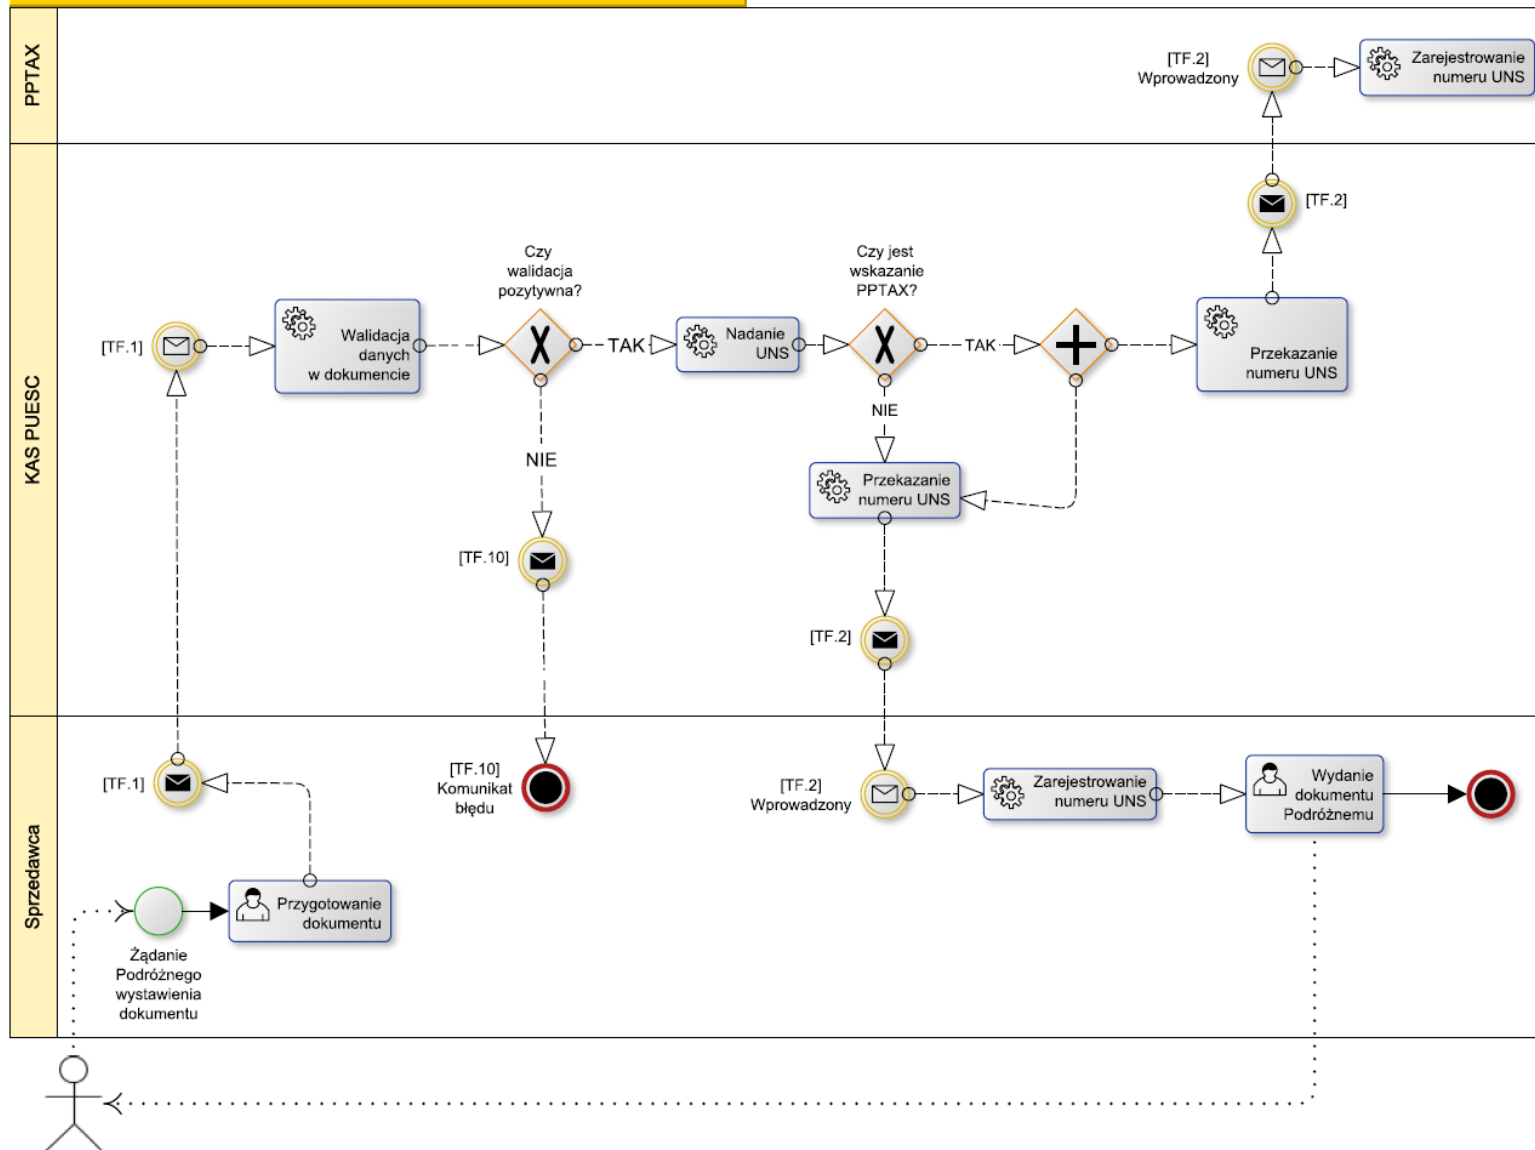 PPTAX
[TF.2]
Wprowadzony
Zarejestrowanie
numeru UNS
KAS PUESC
[TF.2]
Czy
walidacja
pozytywna?
Czy jest
wskazanie
PPTAX?
[TF.1]
Walidacja
danych
w dokumencie
TAK
Nadanie
UNS
TAK
Przekazanie
numeru UNS
NIE
NIE
Przekazanie
numeru UNS
[TF.10]
[TF.2]
Sprzedawca
[TF.1]
[TF.10]
Komunikat
błędu
[TF.2]
Wprowadzony
Zarejestrowanie
numeru UNS
Wydanie
dokumentu
Podróżnemu
Przygotowanie
dokumentu
Żądanie
Podróżnego
wystawienia
dokumentu